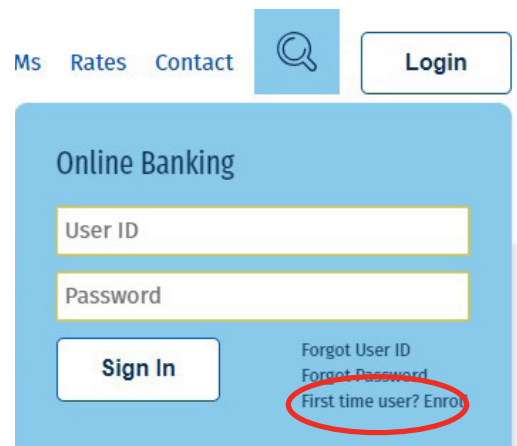 Ms Rates Contact Login
Online Banking
User ID
Password
Sign In
Forgot User ID
Forgot Password
First time user? Enroll